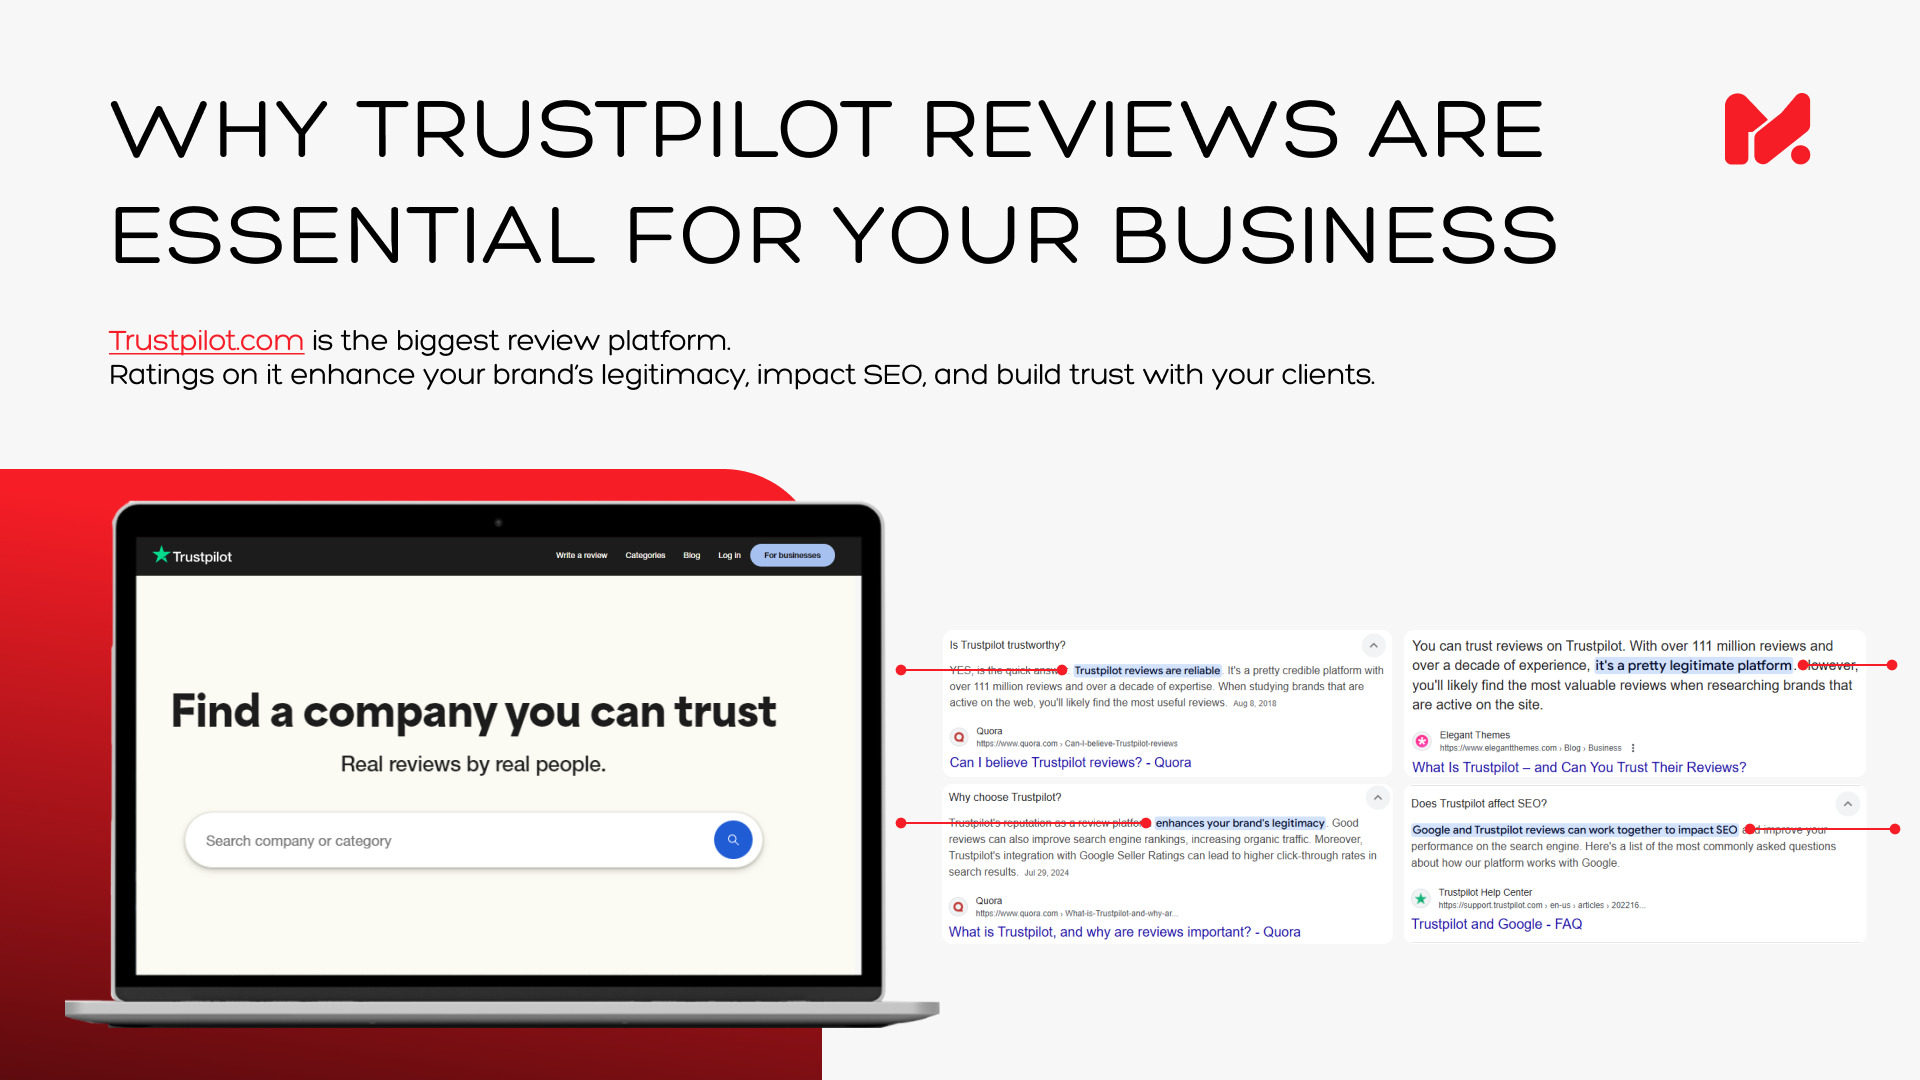 WHY TRUSTPILOT REVIEWS ARE
ESSENTIAL FOR YOUR BUSINESS
Trustpilot.com is the biggest review platform.
Ratings on it enhance your brand's legitimacy, impact SEO, and build trust with your clients.
Trustpilot
Write a review Categories Blog Log in For businesses
Find a company you can trust
Real reviews by real people.
Search company or category
Is Trustpilot trustworthy?
YES, is the quick answer. Trustpilot reviews are reliable. It's a pretty credible platform with
over 111 million reviews and over a decade of expertise. When studying brands that are
active on the web, you'll likely find the most useful reviews. Aug 8, 2018
Quora
https://www.quora.com › Can-I-believe-Trustpilot-reviews
Can I believe Trustpilot reviews? - Quora
Why choose Trustpilot?
Trustpilot's reputation as a review platform enhances your brand's legitimacy. Good
reviews can also improve search engine rankings, increasing organic traffic. Moreover,
Trustpilot's integration with Google Seller Ratings can lead to higher click-through rates in
search results. Jul 29, 2024
Quora
https://www.quora.com › What-is-Trustpilot-and-why-ar...
What is Trustpilot, and why are reviews important? - Quora
You can trust reviews on Trustpilot. With over 111 million reviews and
over a decade of experience, it's a pretty legitimate platform. However,
you'll likely find the most valuable reviews when researching brands that
are active on the site.
Elegant Themes
https://www.elegantthemes.com › Blog › Business
What Is Trustpilot – and Can You Trust Their Reviews?
Does Trustpilot affect SEO?
Google and Trustpilot reviews can work together to impact SEO and improve your
performance on the search engine. Here's a list of the most commonly asked questions
about how our platform works with Google.
Trustpilot Help Center
https://support.trustpilot.com › en-us › articles › 202216...
Trustpilot and Google - FAQ